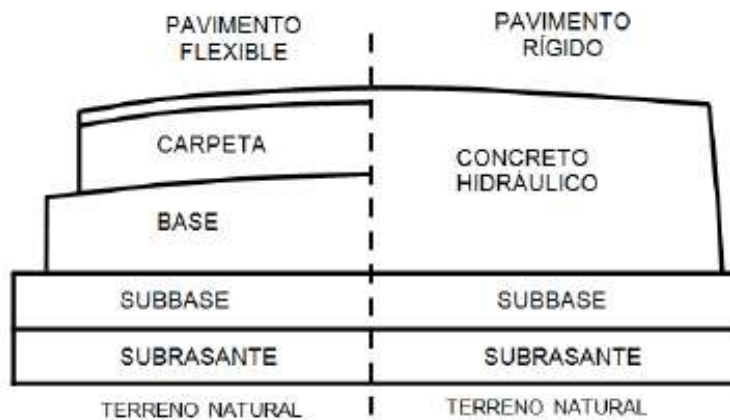 PAVIMENTO
FLEXIBLE
PAVIMENTO
RÍGIDO
CARPETA
BASE
CONCRETO
HIDRÁULICO
SUBBASE
SUBBASE
SUBRASANTE
SUBRASANTE
TERRENO NATURAL
TERRENO NATURAL